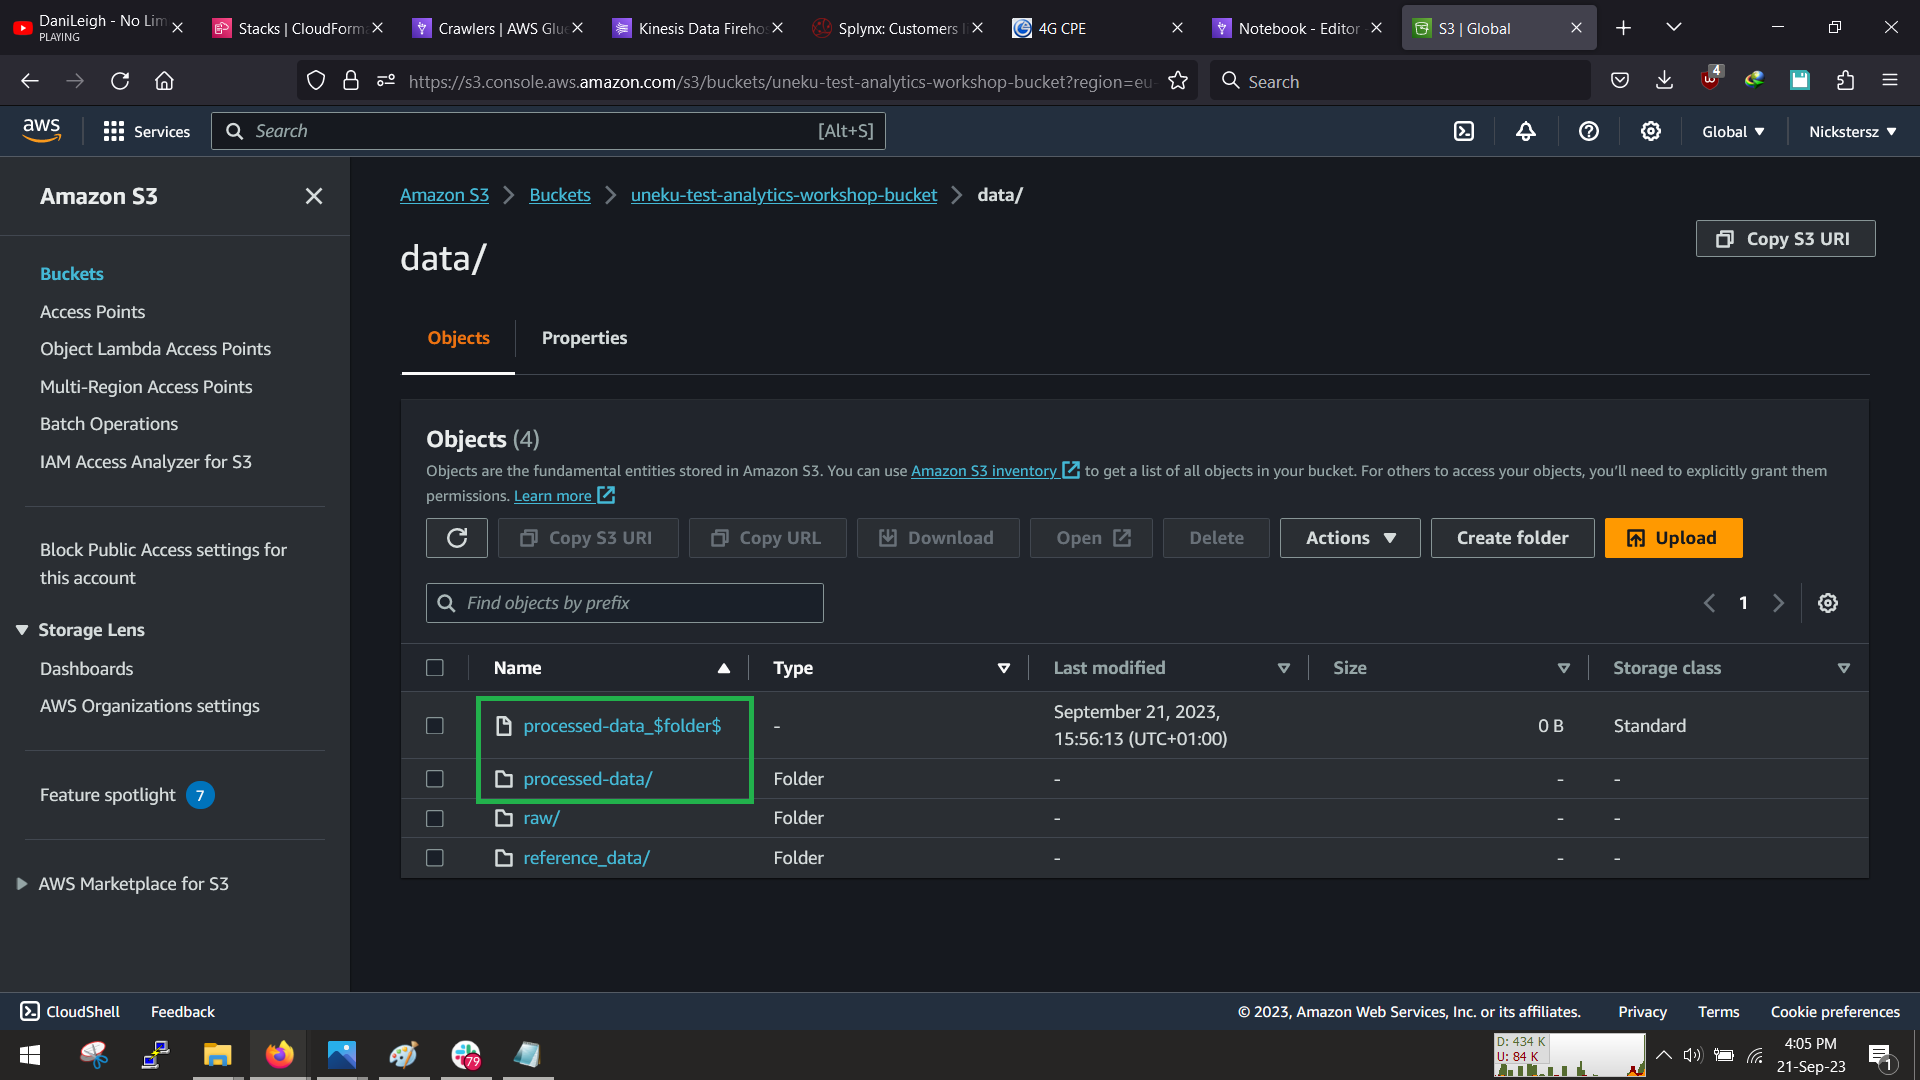 DaniLeigh - No Lim
PLAYING
Stacks | CloudForma
Crawlers | AWS Glue
Kinesis Data Firehos
Splynx: Customers l
4G CPE
Notebook - Editor
S3 | Global
https://s3.console.aws.amazon.com/s3/buckets/uneku-test-analytics-workshop-bucket?region=eu-
Search
4
aws
Services
Search
[Alt+S]
Global
Nickstersz
Amazon S3
Buckets
Access Points
Object Lambda Access Points
Multi-Region Access Points
Batch Operations
IAM Access Analyzer for S3
Block Public Access settings for
this account
Storage Lens
Dashboards
AWS Organizations settings
Feature spotlight 7
AWS Marketplace for S3
Amazon S3 > Buckets > uneku-test-analytics-workshop-bucket > data/
data/
Copy S3 URI
Objects
Properties
Objects (4)
Objects are the fundamental entities stored in Amazon S3. You can use Amazon S3 inventory to get a list of all objects in your bucket. For others to access your objects, you'll need to explicitly grant them
permissions. Learn more
Copy S3 URI
Copy URL
Download
Open
Delete
Actions
Create folder
Upload
Find objects by prefix
1
Name Type Last modified Size Storage class
processed-data_$folder$ - September 21, 2023, 15:56:13 (UTC+01:00) 0 B Standard
processed-data/ Folder - - -
raw/ Folder - - -
reference_data/ Folder - - -
CloudShell
Feedback
© 2023, Amazon Web Services, Inc. or its affiliates.
Privacy
Terms
Cookie preferences
79
D: 434 K
U: 84 K
4:05 PM
21-Sep-23
1